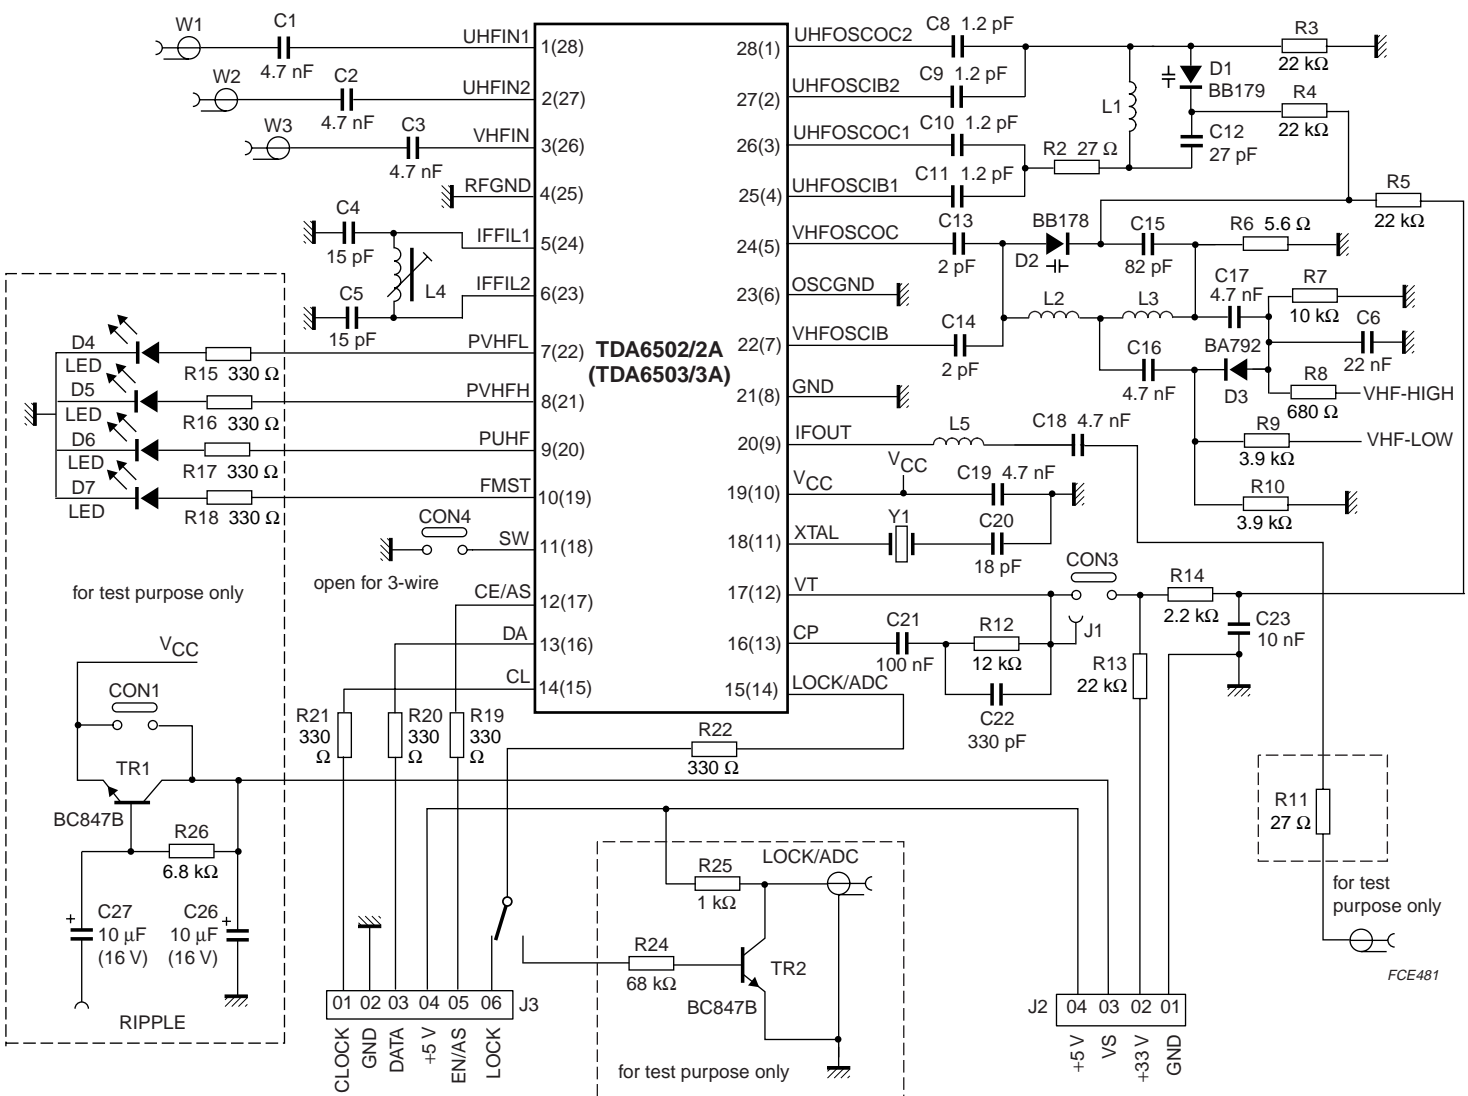 W1
C1
4.7 nF
UHFIN1
1(28)
W2
C2
4.7 nF
UHFIN2
2(27)
W3
C3
4.7 nF
VHFIN
3(26)
RFGND
4(25)
C4
15 pF
IFFIL1
5(24)
L4
C5
15 pF
IFFIL2
6(23)
D4
LED
R15 330 Ω
PVHFL
7(22)
D5
LED
R16 330 Ω
PVHFH
8(21)
D6
LED
R17 330 Ω
PUHF
9(20)
D7
LED
R18 330 Ω
FMST
10(19)
CON4
SW
11(18)
open for 3-wire
CE/AS
12(17)
DA
13(16)
CL
14(15)
TDA6502/2A
(TDA6503/3A)
28(1)
UHFOSCOC2
C8 1.2 pF
27(2)
UHFOSCIB2
C9 1.2 pF
26(3)
UHFOSCOC1
C10 1.2 pF
25(4)
UHFOSCIB1
C11 1.2 pF
R2 27 Ω
L1
D1
BB179
C12
27 pF
R3
22 kΩ
R4
22 kΩ
R5
22 kΩ
24(5)
VHFOSCOC
C13
2 pF
BB178
D2
C15
82 pF
R6 5.6 Ω
23(6)
OSCGND
L2
L3
C17
4.7 nF
R7
10 kΩ
22(7)
VHFOSCIB
C14
2 pF
C16
4.7 nF
BA792
D3
C6
22 nF
R8
680 Ω
VHF-HIGH
21(8)
GND
R9
3.9 kΩ
VHF-LOW
20(9)
IFOUT
L5
C18 4.7 nF
R10
3.9 kΩ
19(10)
VCC
VCC
C19 4.7 nF
18(11)
XTAL
Y1
C20
18 pF
17(12)
VT
CON3
J1
R14
2.2 kΩ
C23
10 nF
16(13)
CP
C21
100 nF
R12
12 kΩ
C22
330 pF
R13
22 kΩ
15(14)
LOCK/ADC
R22
330 Ω
for test purpose only
VCC
CON1
TR1
BC847B
R26
6.8 kΩ
C27
10 μF
(16 V)
+
C26
10 μF
(16 V)
+
RIPPLE
R21
330
Ω
R20
330
Ω
R19
330
Ω
01 02 03 04 05 06
J3
CLOCK
GND
DATA
+5 V
EN/AS
LOCK
R25
1 kΩ
LOCK/ADC
R24
68 kΩ
TR2
BC847B
for test purpose only
J2
04 03 02 01
+5 V
VS
+33 V
GND
R11
27 Ω
for test
purpose only
FCE481